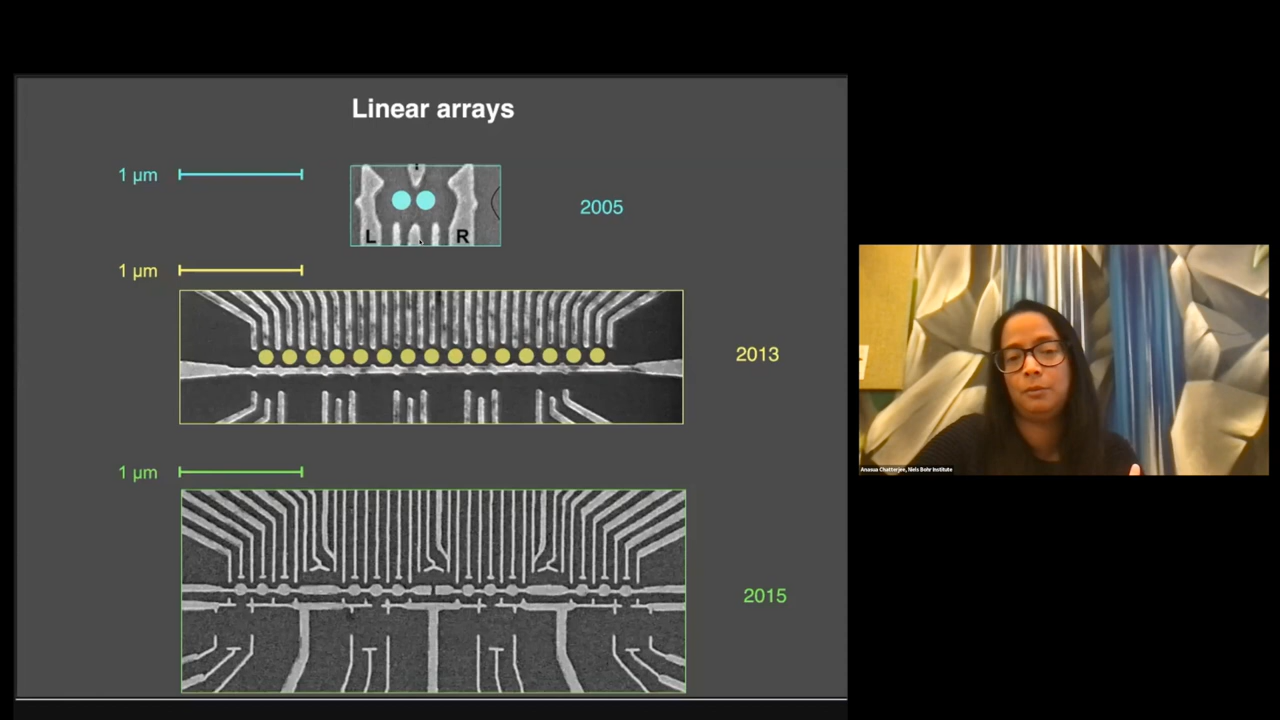 Linear arrays
1 μm
2005
L
R
1 μm
2013
1 μm
2015
Anasua Chatterjee, Niels Bohr Institute